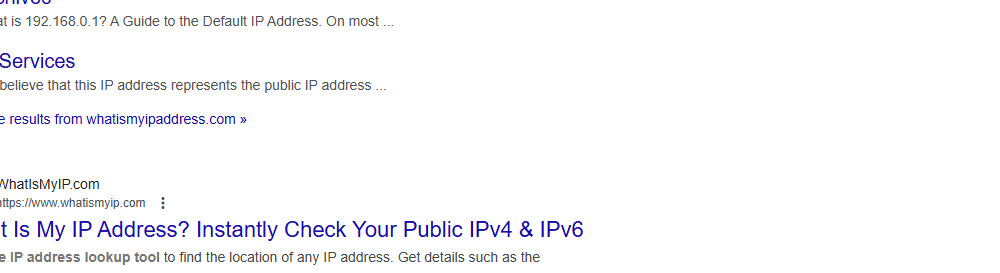 is 192.168.0.1? A Guide to the Default IP Address. On most ...
Services
believe that this IP address represents the public IP address ...
results from whatismyipaddress.com »
WhatIsMyIP.com
https://www.whatismyip.com
Is My IP Address? Instantly Check Your Public IPv4 & IPv6
IP address lookup tool to find the location of any IP address. Get details such as the